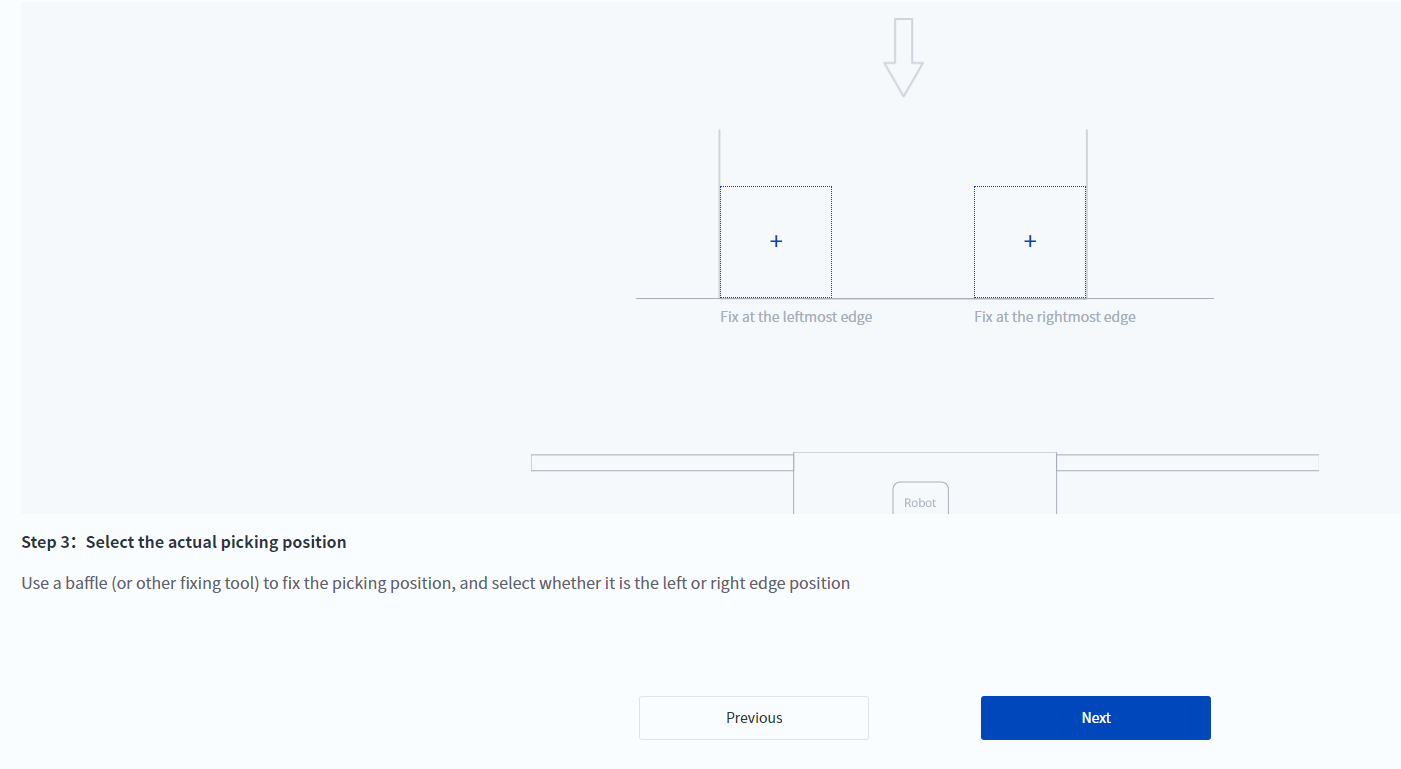 +
+
Fix at the leftmost edge
Fix at the rightmost edge
Robot
Step 3：Select the actual picking position
Use a baffle (or other fixing tool) to fix the picking position, and select whether it is the left or right edge position
Previous
Next